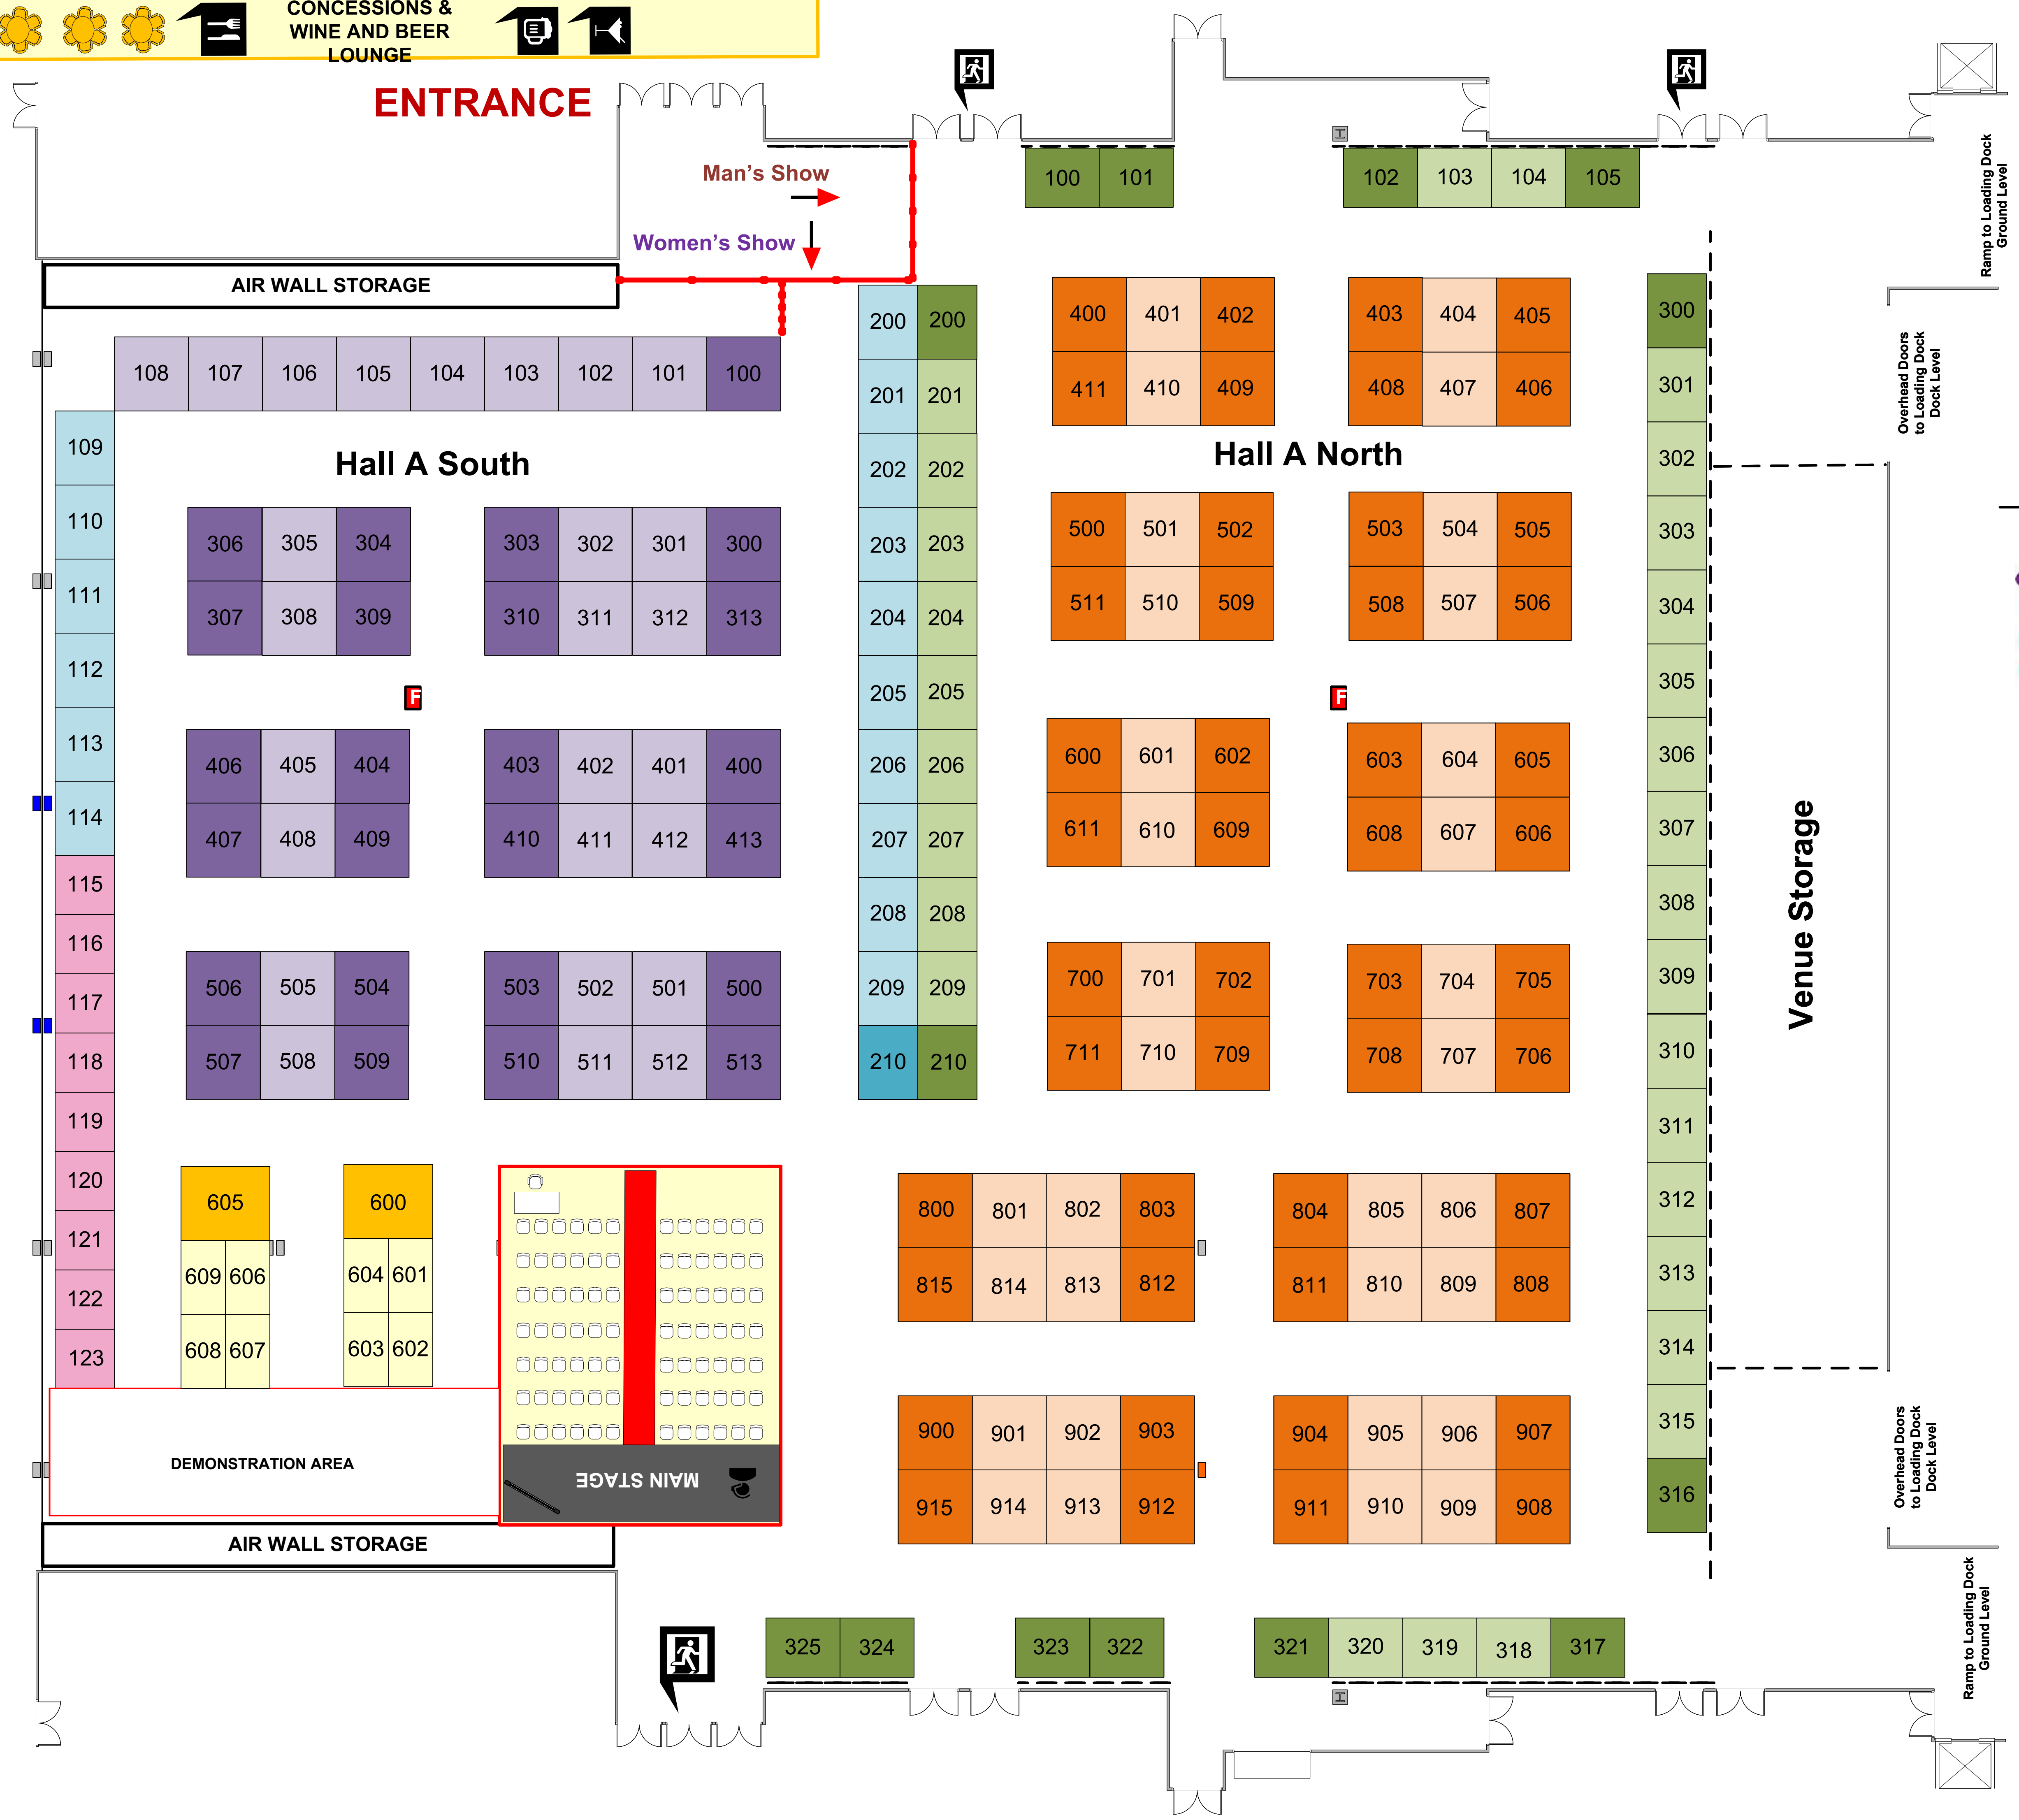 CONCESSIONS &
WINE AND BEER
LOUNGE
ENTRANCE
Man's Show
Women's Show
100 101
102 103 104 105
Ramp to Loading Dock
Ground Level
AIR WALL STORAGE
108 107 106 105 104 103 102 101 100
109
110
111
112
113
114
115
116
117
118
119
120
121
122
123
Hall A South
306 305 304
307 308 309
303 302 301 300
310 311 312 313
F
406 405 404
407 408 409
403 402 401 400
410 411 412 413
506 505 504
507 508 509
503 502 501 500
510 511 512 513
605
609 606
608 607
600
604 601
603 602
MAIN STAGE
DEMONSTRATION AREA
AIR WALL STORAGE
200 200
201 201
202 202
203 203
204 204
205 205
206 206
207 207
208 208
209 209
210 210
400 401 402
411 410 409
403 404 405
408 407 406
Hall A North
500 501 502
511 510 509
503 504 505
508 507 506
F
600 601 602
611 610 609
603 604 605
608 607 606
700 701 702
711 710 709
703 704 705
708 707 706
800 801 802 803
815 814 813 812
804 805 806 807
811 810 809 808
900 901 902 903
915 914 913 912
904 905 906 907
911 910 909 908
300
301
302
303
304
305
306
307
308
309
310
311
312
313
314
315
316
Overhead Doors
to Loading Dock
Dock Level
Venue Storage
Overhead Doors
to Loading Dock
Dock Level
325 324
323 322
321 320 319 318 317
Ramp to Loading Dock
Ground Level